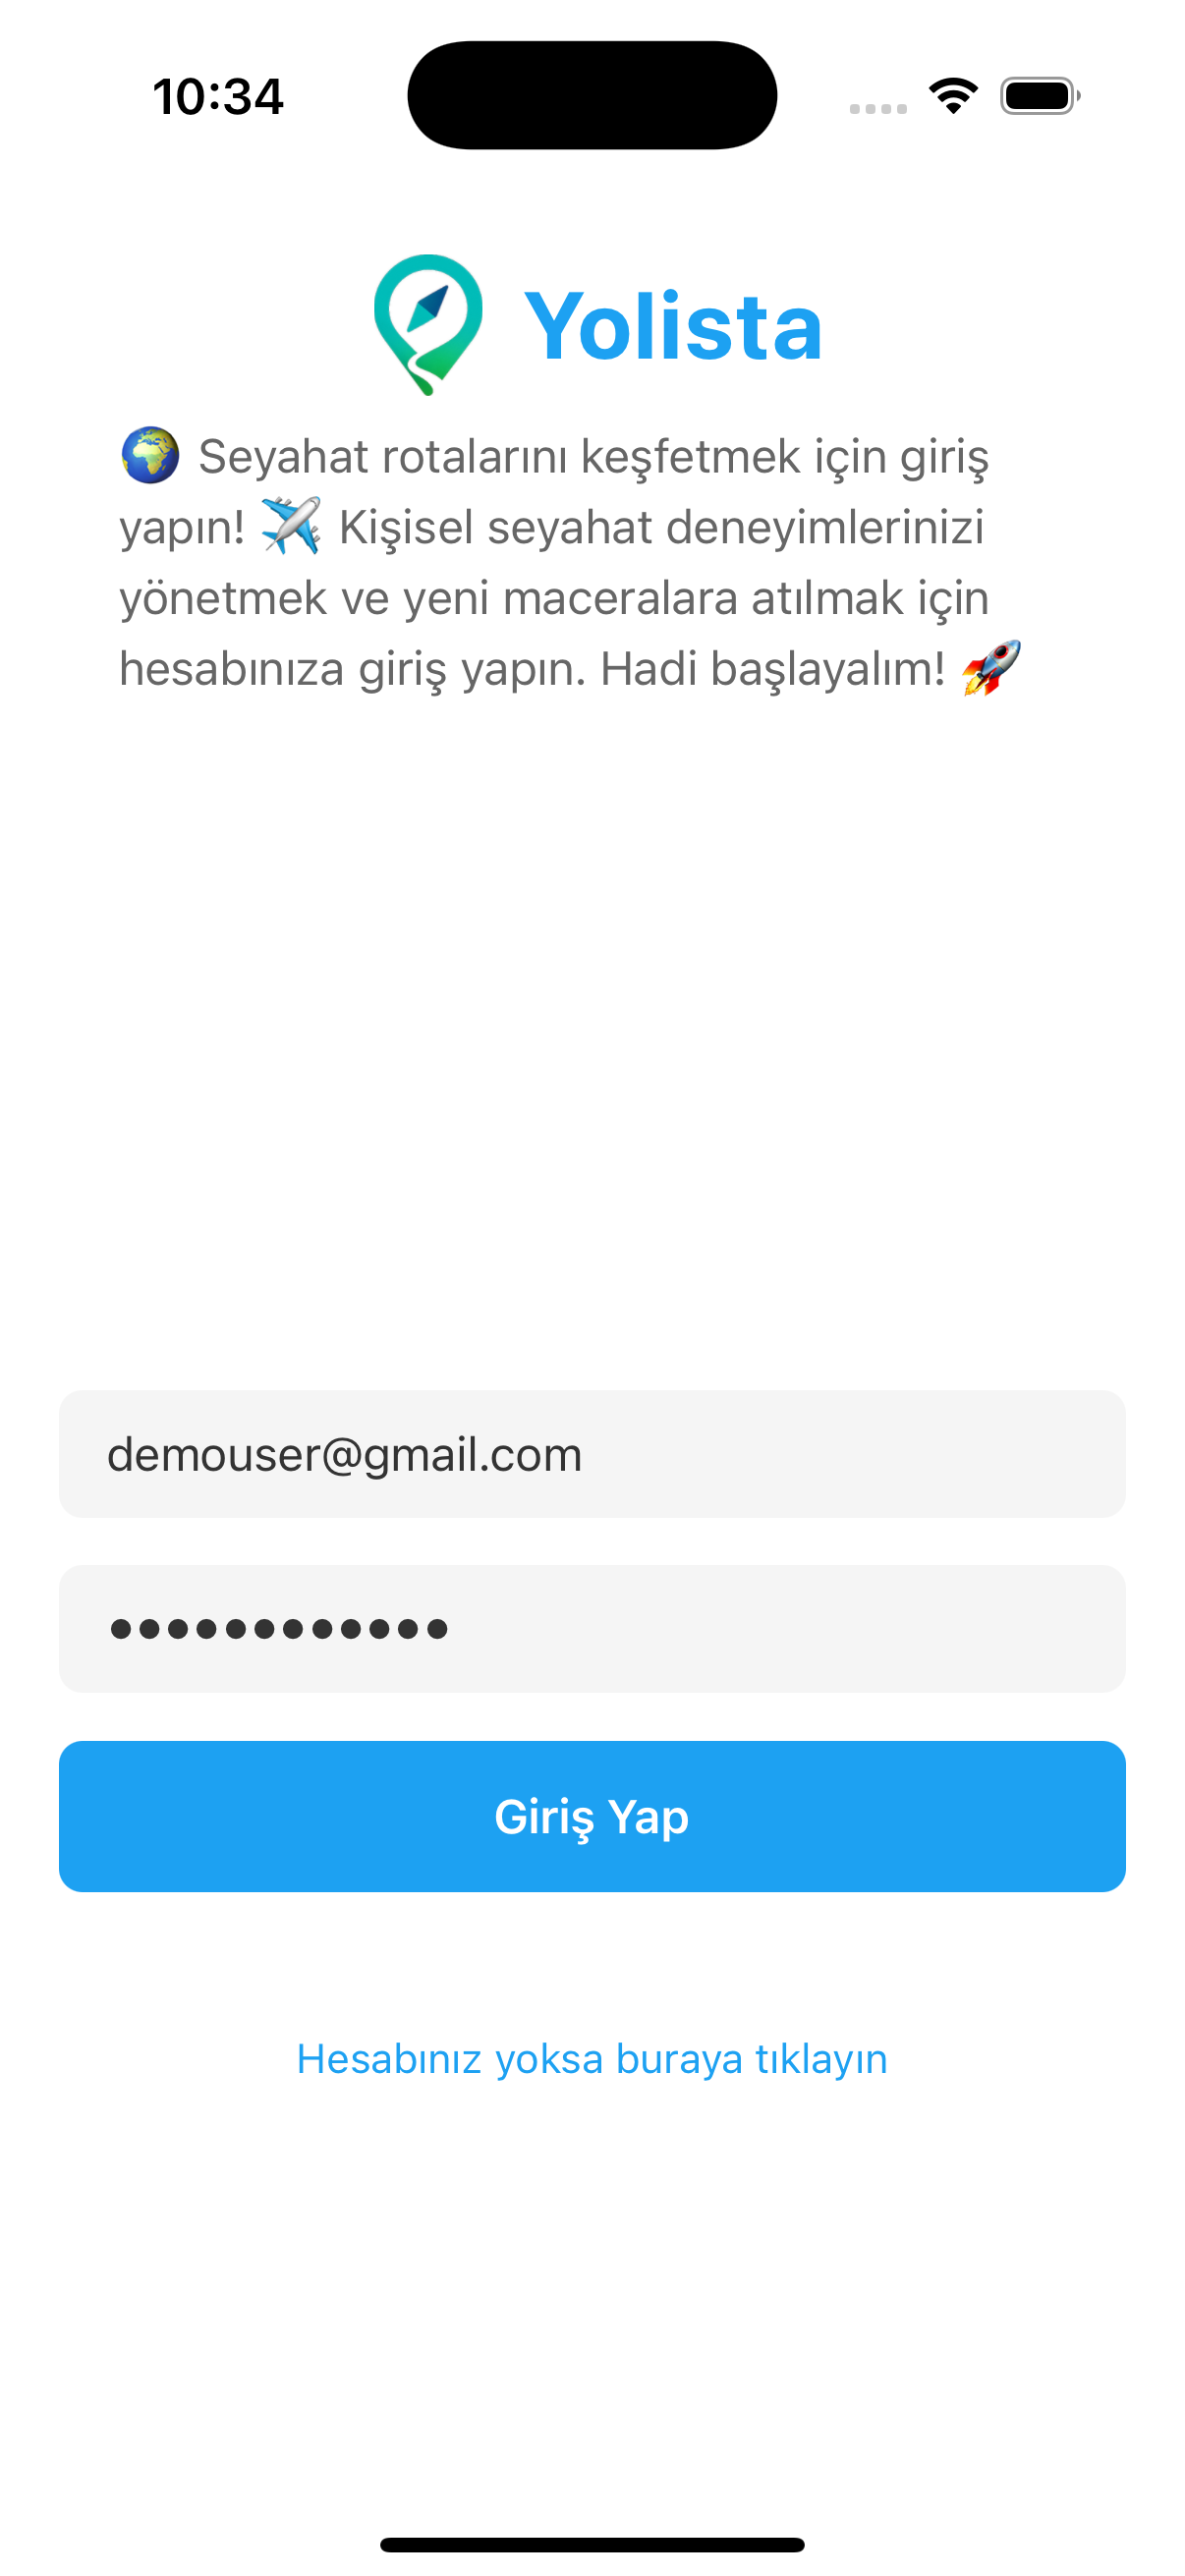 10:34
Yolista
🌍 Seyahat rotalarını keşfetmek için giriş
yapın! ✈️ Kişisel seyahat deneyimlerinizi
yönetmek ve yeni maceralara atılmak için
hesabınıza giriş yapın. Hadi başlayalım! 🚀
demouser@gmail.com
••••••••••••
Giriş Yap
Hesabınız yoksa buraya tıklayın